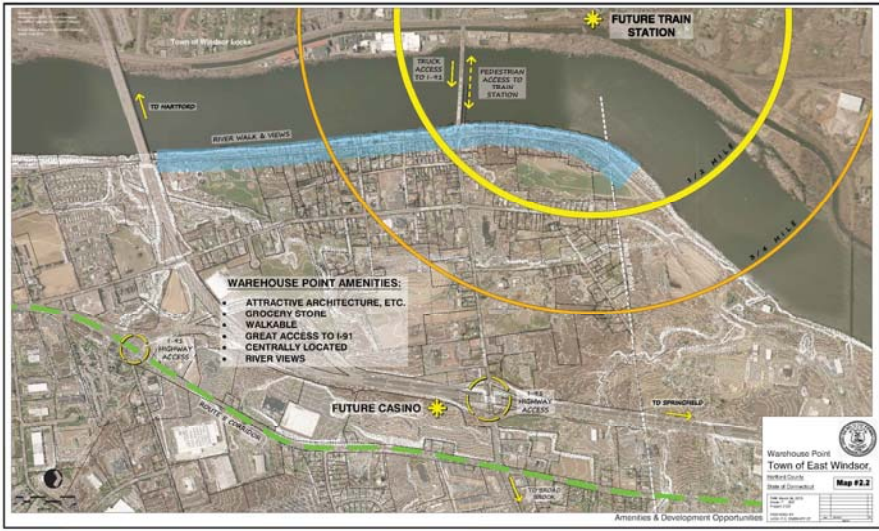 FUTURE TRAIN
STATION
Town of Windsor Locks
TRUCK
ACCESS
TO I-91
PEDESTRIAN
ACCESS TO
TRAIN
STATION
TO HARTFORD
RIVER WALK & VIEWS
1/2 MILE
3/4 MILE
WAREHOUSE POINT AMENITIES:
• ATTRACTIVE ARCHITECTURE, ETC.
• GROCERY STORE
• WALKABLE
• GREAT ACCESS TO I-91
• CENTRALLY LOCATED
• RIVER VIEWS
I-91
HIGHWAY
ACCESS
FUTURE CASINO
I-91
HIGHWAY
ACCESS
TO SPRINGFIELD
CORRIDOR
TO BROAD
BROOK
Warehouse Point
Town of East Windsor,
Hartford County
State of Connecticut
Map #2.2
Amenities & Development Opportunities